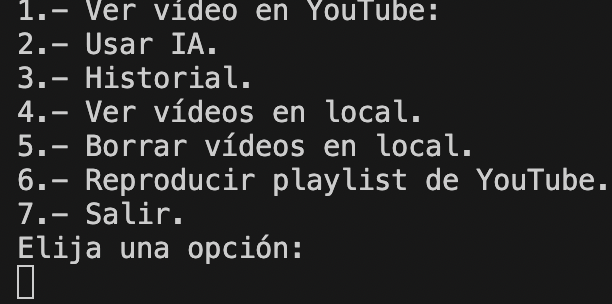 1.– Ver vídeo en YouTube:
2.– Usar IA.
3.– Historial.
4.– Ver vídeos en local.
5.– Borrar vídeos en local.
6.– Reproducir playlist de YouTube.
7.– Salir.
Elija una opción: